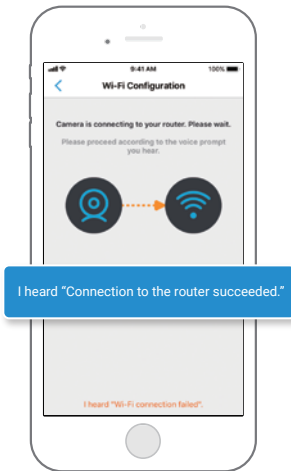 9:41 AM
100%
Wi-Fi Configuration
Camera is connecting to your router. Please wait.
Please proceed according to the voice prompt
you hear.
I heard “Connection to the router succeeded.”
I heard "Wi-Fi connection failed".